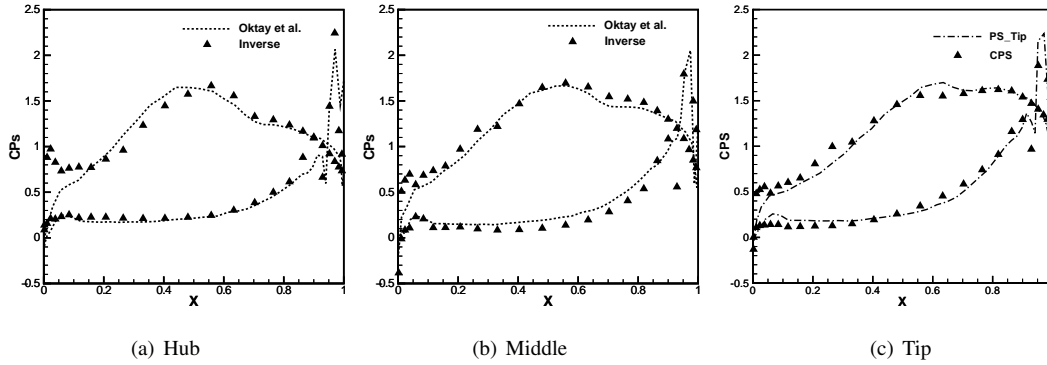 2.5
2
1.5
1
0.5
0
-0.5
CPs
0 0.2 0.4 0.6 0.8 1
X
Oktay et al.
Inverse
(a) Hub
2.5
2
1.5
1
0.5
0
-0.5
CPs
0 0.2 0.4 0.6 0.8 1
X
Oktay et al.
Inverse
(b) Middle
2.5
2
1.5
1
0.5
0
-0.5
CPS
0 0.2 0.4 0.6 0.8
X
PS_Tip
CPS
(c) Tip